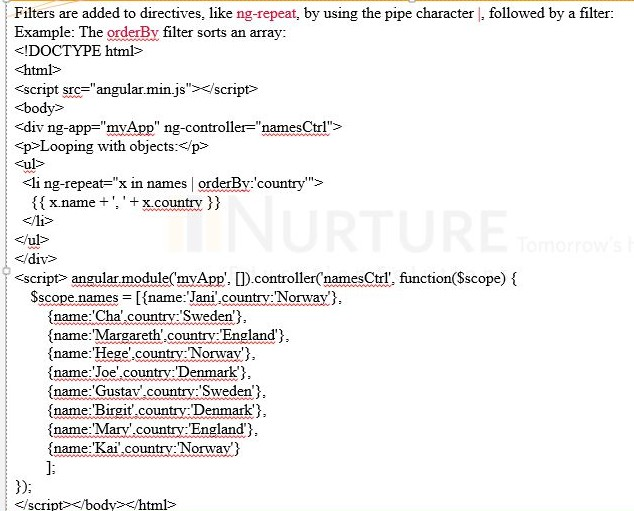 Filters are added to directives, like ng-repeat, by using the pipe character |, followed by a filter:
Example: The orderBy filter sorts an array:
<!DOCTYPE html>
<html>
<script src="angular.min.js"></script>
<body>
<div ng-app="myApp" ng-controller="namesCtrl">
<p>Looping with objects:</p>
<ul>
<li ng-repeat="x in names | orderBy:'country'">
{{ x.name + ', ' + x.country }}
</li>
</ul>
NURTURE
Tomorrow's
</div>
<script> angular.module('myApp', []).controller('namesCtrl', function($scope) {
$scope.names = [{name:'Jani',country:'Norway'},
{name:'Cha',country:'Sweden'},
{name:'Margareth',country:'England'},
{name:'Hege',country:'Norway'},
{name:'Joe',country:'Denmark'},
{name:'Gustav',country:'Sweden'},
{name:'Birgit',country:'Denmark'},
{name:'Mary',country:'England'},
{name:'Kai',country:'Norway'}
];
});
</script></body></html>